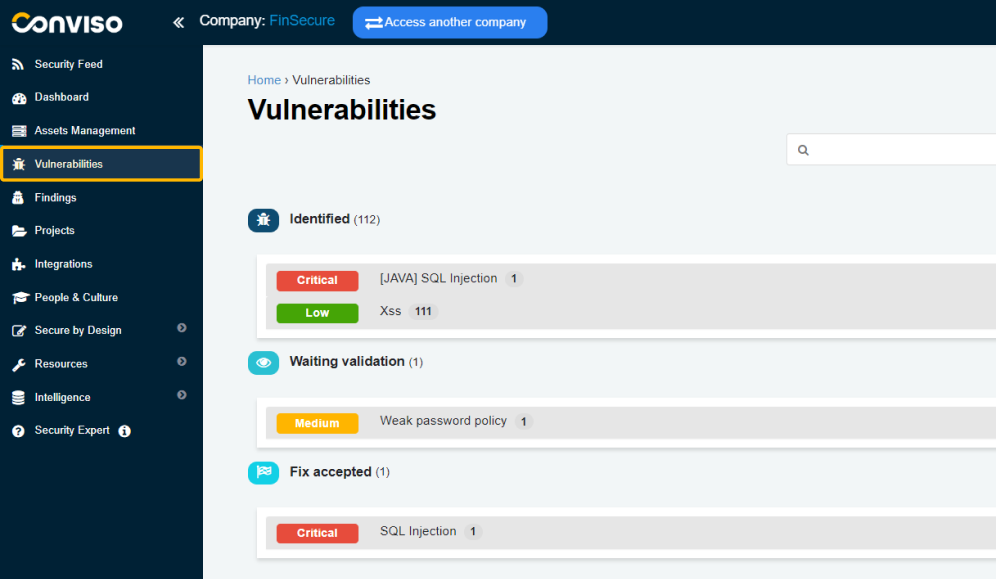 Conviso
Company: FinSecure
Access another company
Security Feed
Dashboard
Assets Management
Vulnerabilities
Findings
Projects
Integrations
People & Culture
Secure by Design
Resources
Intelligence
Security Expert
Home › Vulnerabilities
Vulnerabilities
Identified (112)
Critical [JAVA] SQL Injection 1
Low Xss 111
Waiting validation (1)
Medium Weak password policy 1
Fix accepted (1)
Critical SQL Injection 1